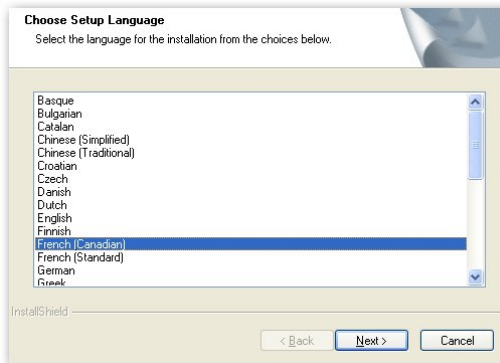 Choose Setup Language
Select the language for the installation from the choices below.
Basque
Bulgarian
Catalan
Chinese (Simplified)
Chinese (Traditional)
Croatian
Czech
Danish
Dutch
English
Finnish
French (Canadian)
French (Standard)
German
Greek
InstallShield
< Back
Next >
Cancel